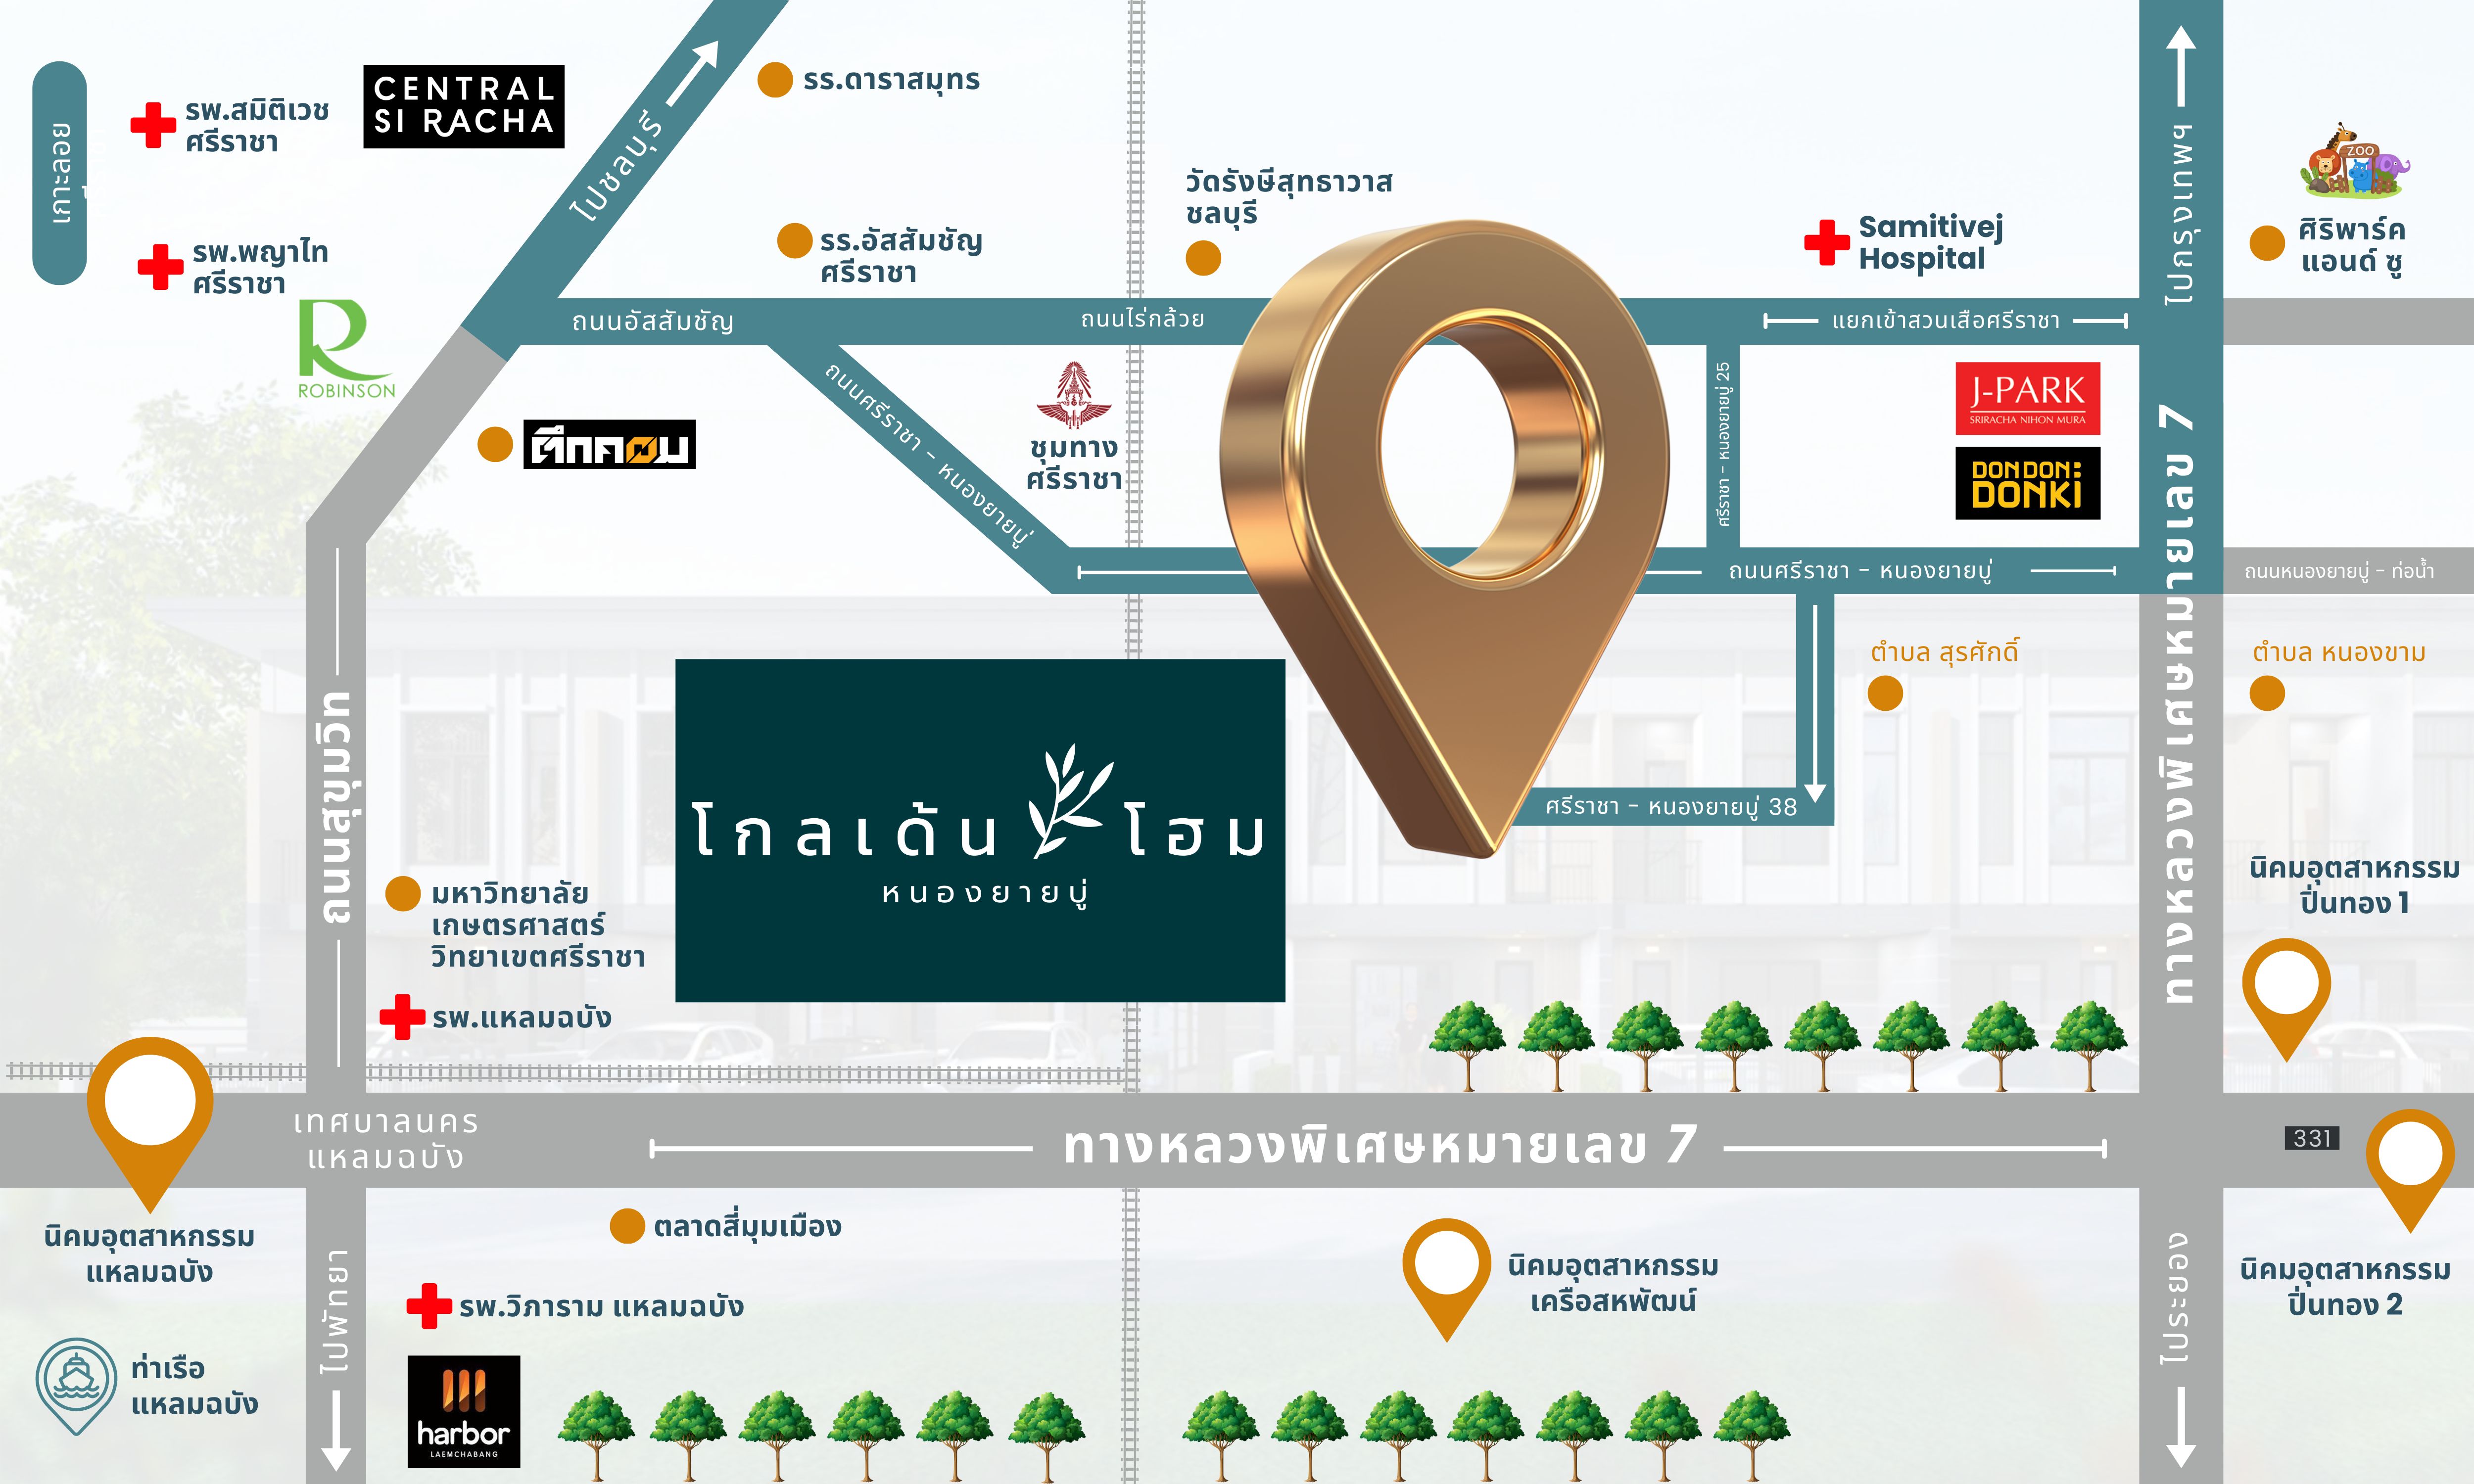 เกาะลอย
รพ.สมิติเวช
ศรีราชา
CENTRAL
SI RACHA
ไปชลบุรี
รร.ดาราสมุทร
รพ.พญาไท
ศรีราชา
ROBINSON
รร.อัสสัมชัญ
ศรีราชา
วัดรังษีสุทธาวาส
ชลบุรี
Samitivej
Hospital
ไปกรุงเทพฯ
ZOO
ศิริพาร์ค
แอนด์ ซู
ถนนอัสสัมชัญ
ถนนไร่กล้วย
แยกเข้าสวนเสือศรีราชา
ตึกคอม
ถนนศรีราชา - หนองยายบู่
ชุมทาง
ศรีราชา
ศรีราชา - หนองยายบู่ 25
J-PARK
SRIRACHA NIHON MURA
DON DON
DONKI
ทางหลวงพิเศษหมายเลข 7
ถนนศรีราชา - หนองยายบู่
ถนนหนองยายบู่ - ท่อน้ำ
ตำบล สุรศักดิ์
ตำบล หนองขาม
ถนนสุขุมวิท
โกลเด้น โฮม
หนองยายบู่
ศรีราชา - หนองยายบู่ 38
มหาวิทยาลัย
เกษตรศาสตร์
วิทยาเขตศรีราชา
รพ.แหลมฉบัง
นิคมอุตสาหกรรม
ปิ่นทอง 1
เทศบาลนคร
แหลมฉบัง
ทางหลวงพิเศษหมายเลข 7
331
นิคมอุตสาหกรรม
แหลมฉบัง
ตลาดสี่มุมเมือง
นิคมอุตสาหกรรม
เครือสหพัฒน์
นิคมอุตสาหกรรม
ปิ่นทอง 2
ไปพัทยา
รพ.วิภาราม แหลมฉบัง
ไประยอง
ท่าเรือ
แหลมฉบัง
harbor
LAEMCHABANG